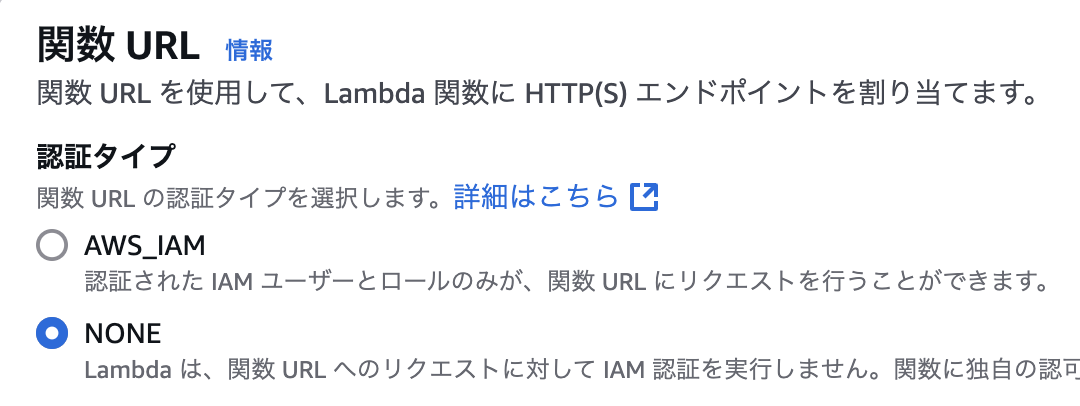 関数 URL 情報
関数 URL を使用して、Lambda 関数に HTTP(S) エンドポイントを割り当てます。
認証タイプ
関数 URL の認証タイプを選択します。詳細はこちら
AWS_IAM
認証された IAM ユーザーとロールのみが、関数 URL にリクエストを行うことができます。
NONE
Lambda は、関数 URL へのリクエストに対して IAM 認証を実行しません。関数に独自の認可